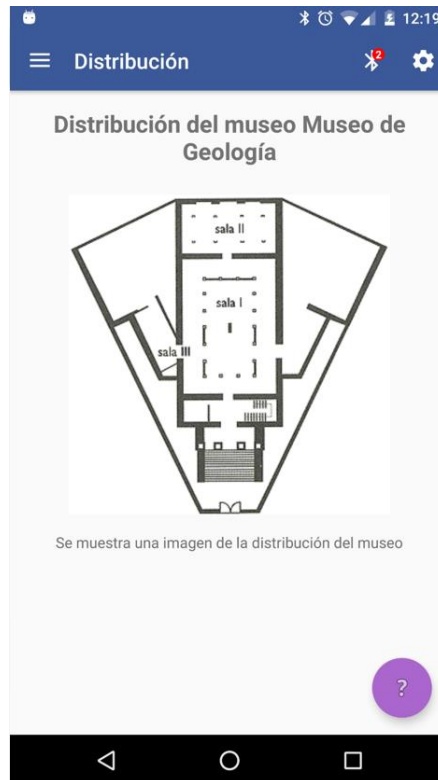 12:19
Distribución
2
Distribución del museo Museo de
Geología
sala II
sala I
sala III
Se muestra una imagen de la distribución del museo
?